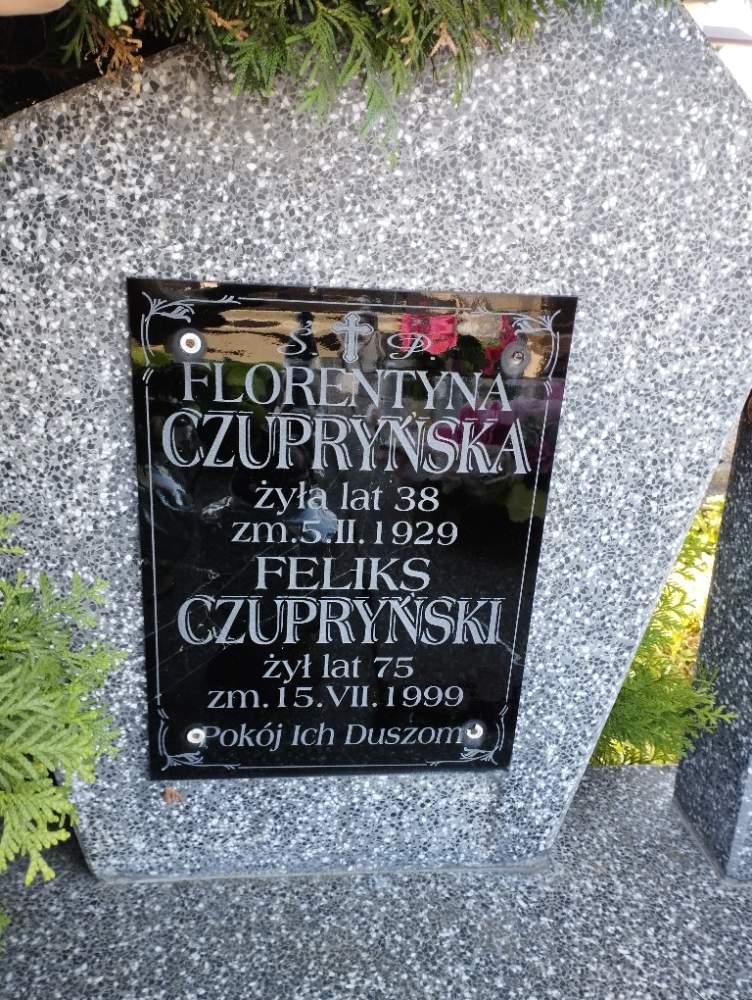 Ś. P.
FLORENTYNA
CZUPRYŃSKA
żyła lat 38
zm.5.II.1929
FELIKS
CZUPRYŃSKI
żył lat 75
zm.15.VII.1999
Pokój Ich Duszom